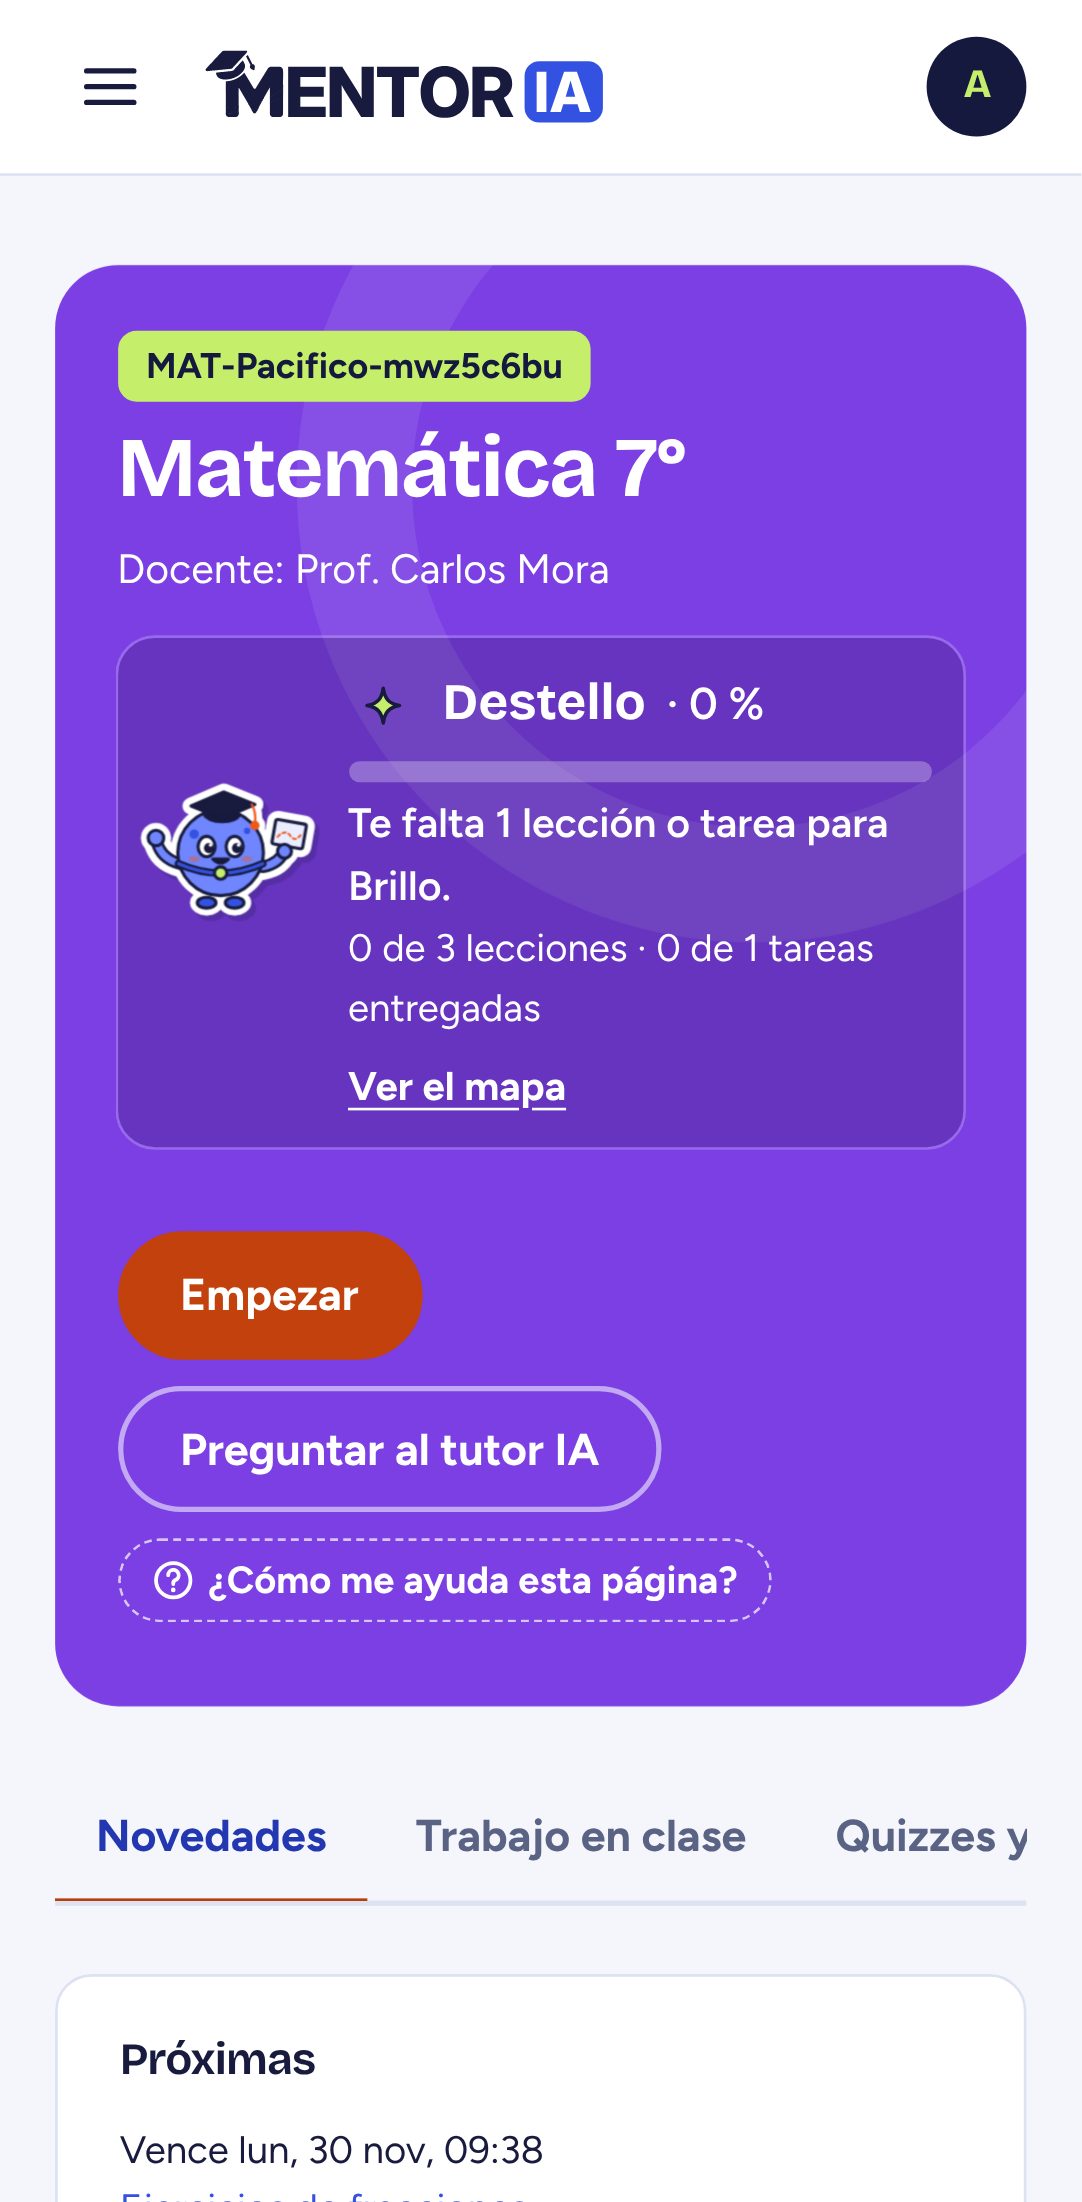 MENTOR IA
A
MAT-Pacifico-mwz5c6bu
Matemática 7°
Docente: Prof. Carlos Mora
Destello · 0 %
Te falta 1 lección o tarea para
Brillo.
0 de 3 lecciones · 0 de 1 tareas
entregadas
Ver el mapa
Empezar
Preguntar al tutor IA
¿Cómo me ayuda esta página?
Novedades
Trabajo en clase
Quizzes y
Próximas
Vence lun, 30 nov, 09:38